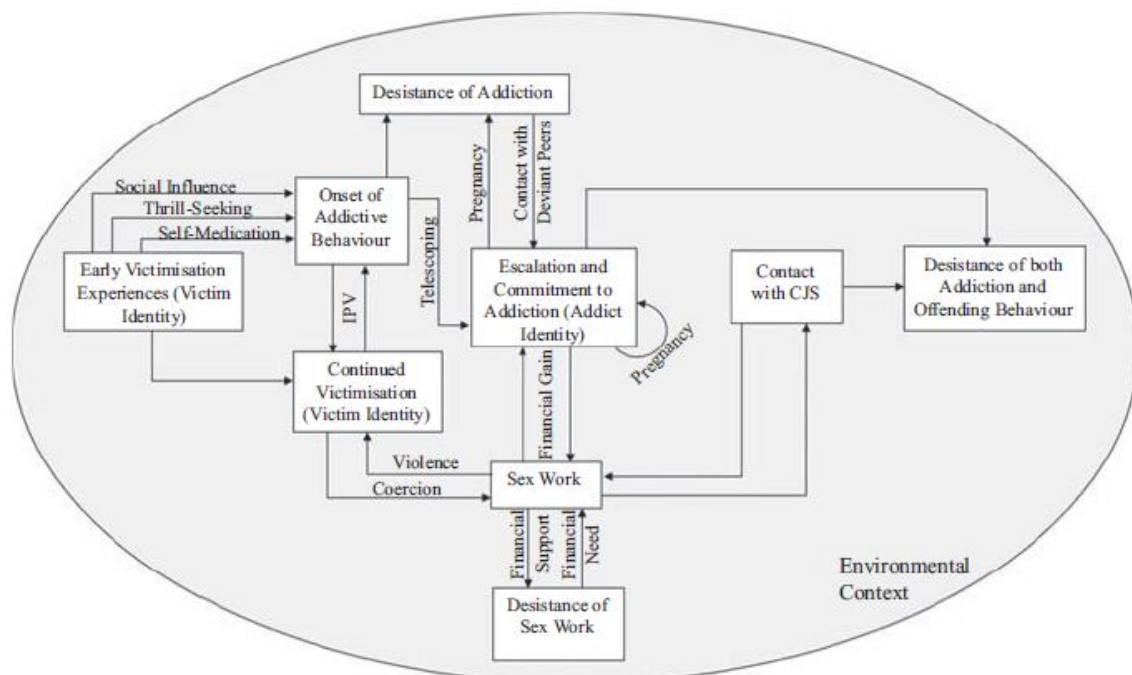 Desistance of Addiction
Social Influence
Thrill-Seeking
Self-Medication
Onset of
Addictive
Behaviour
Pregnancy
Contact with
Deviant Peers
Early Victimisation
Experiences (Victim
Identity)
Telescoping
Escalation and
Commitment to
Addiction (Addict
Identity)
Contact
with CJS
Desistance of both
Addiction and
Offending Behaviour
IPV
Pregnancy
Continued
Victimisation
(Victim Identity)
Financial Gain
Violence
Coercion
Sex Work
Financial
Support
Financial
Need
Desistance of
Sex Work
Environmental
Context